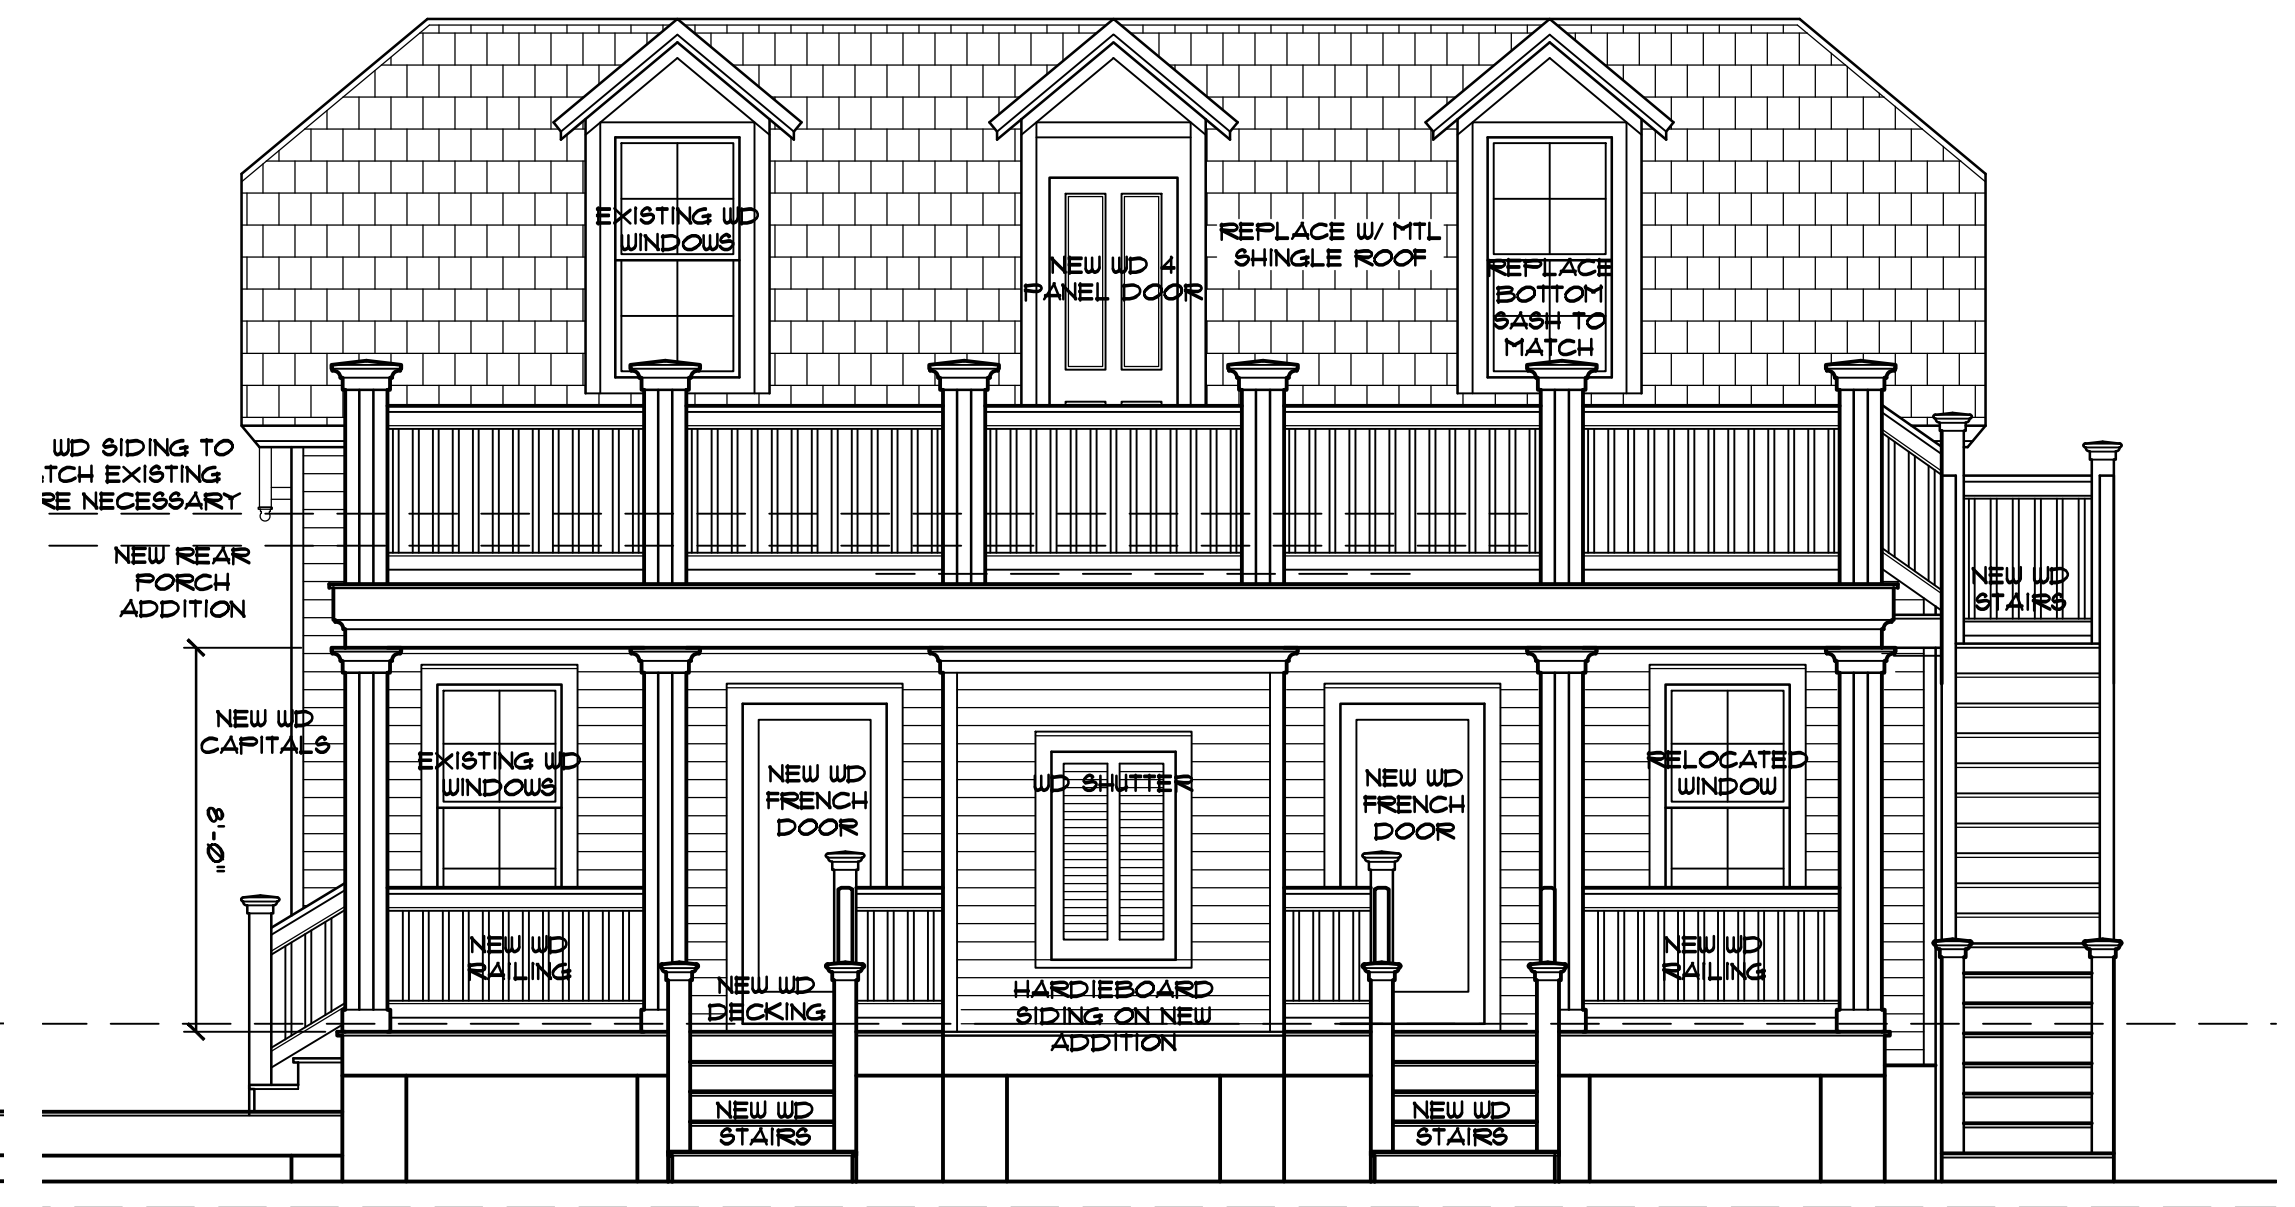 EXISTING WD
WINDOWS
NEW WD 4
PANEL DOOR
REPLACE W/ MTL
SHINGLE ROOF
REPLACE
BOTTOM
SASH TO
MATCH
WD SIDING TO
TCH EXISTING
RE NECESSARY
NEW REAR
PORCH
ADDITION
NEW WD
STAIRS
NEW WD
CAPITALS
8'-0"
EXISTING WD
WINDOWS
NEW WD
FRENCH
DOOR
WD SHUTTER
NEW WD
FRENCH
DOOR
RELOCATED
WINDOW
NEW WD
RAILING
NEW WD
DECKING
HARDIEBOARD
SIDING ON NEW
ADDITION
NEW WD
RAILING
NEW WD
STAIRS
NEW WD
STAIRS